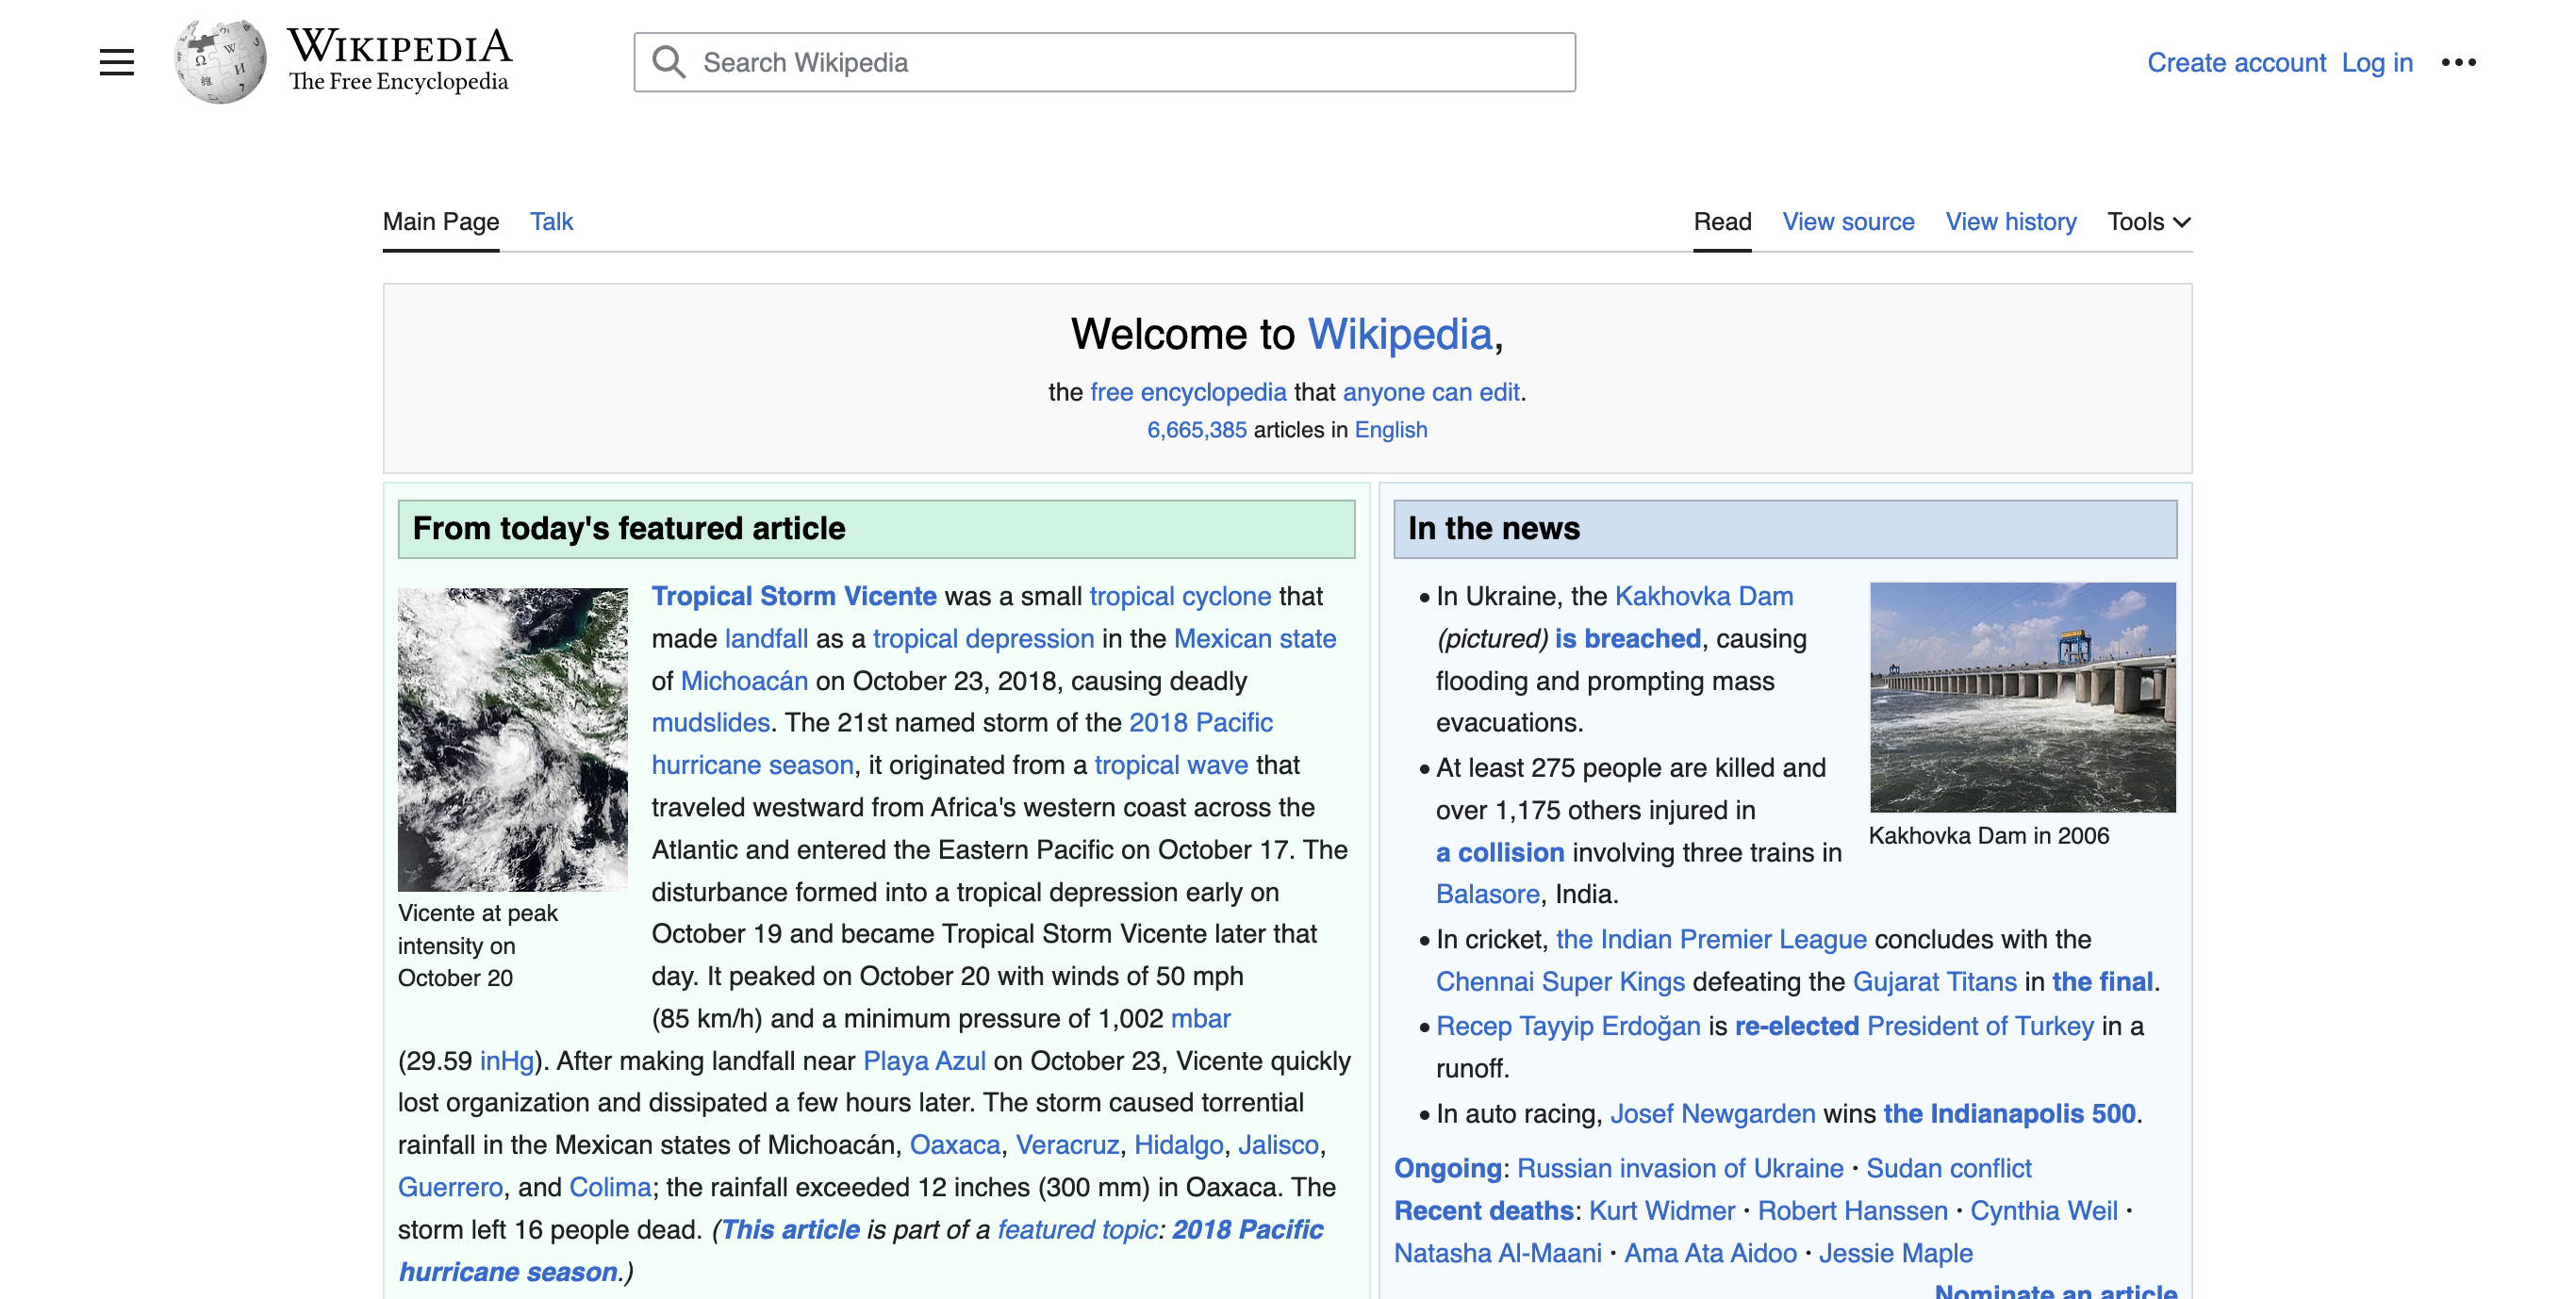 WIKIPEDIA
The Free Encyclopedia
Search Wikipedia
Create account Log in
Main Page Talk
Read View source View history Tools
Welcome to Wikipedia,
the free encyclopedia that anyone can edit.
6,665,385 articles in English
From today's featured article
Tropical Storm Vicente was a small tropical cyclone that
made landfall as a tropical depression in the Mexican state
of Michoacán on October 23, 2018, causing deadly
mudslides. The 21st named storm of the 2018 Pacific
hurricane season, it originated from a tropical wave that
traveled westward from Africa's western coast across the
Atlantic and entered the Eastern Pacific on October 17. The
disturbance formed into a tropical depression early on
October 19 and became Tropical Storm Vicente later that
day. It peaked on October 20 with winds of 50 mph
(85 km/h) and a minimum pressure of 1,002 mbar
(29.59 inHg). After making landfall near Playa Azul on October 23, Vicente quickly
lost organization and dissipated a few hours later. The storm caused torrential
rainfall in the Mexican states of Michoacán, Oaxaca, Veracruz, Hidalgo, Jalisco,
Guerrero, and Colima; the rainfall exceeded 12 inches (300 mm) in Oaxaca. The
storm left 16 people dead. (This article is part of a featured topic: 2018 Pacific
hurricane season.)
Vicente at peak
intensity on
October 20
In the news
• In Ukraine, the Kakhovka Dam
(pictured) is breached, causing
flooding and prompting mass
evacuations.
• At least 275 people are killed and
over 1,175 others injured in
a collision involving three trains in
Balasore, India.
Kakhovka Dam in 2006
• In cricket, the Indian Premier League concludes with the
Chennai Super Kings defeating the Gujarat Titans in the final.
• Recep Tayyip Erdoğan is re-elected President of Turkey in a
runoff.
• In auto racing, Josef Newgarden wins the Indianapolis 500.
Ongoing: Russian invasion of Ukraine · Sudan conflict
Recent deaths: Kurt Widmer · Robert Hanssen · Cynthia Weil ·
Natasha Al-Maani · Ama Ata Aidoo · Jessie Maple
Nominate an article